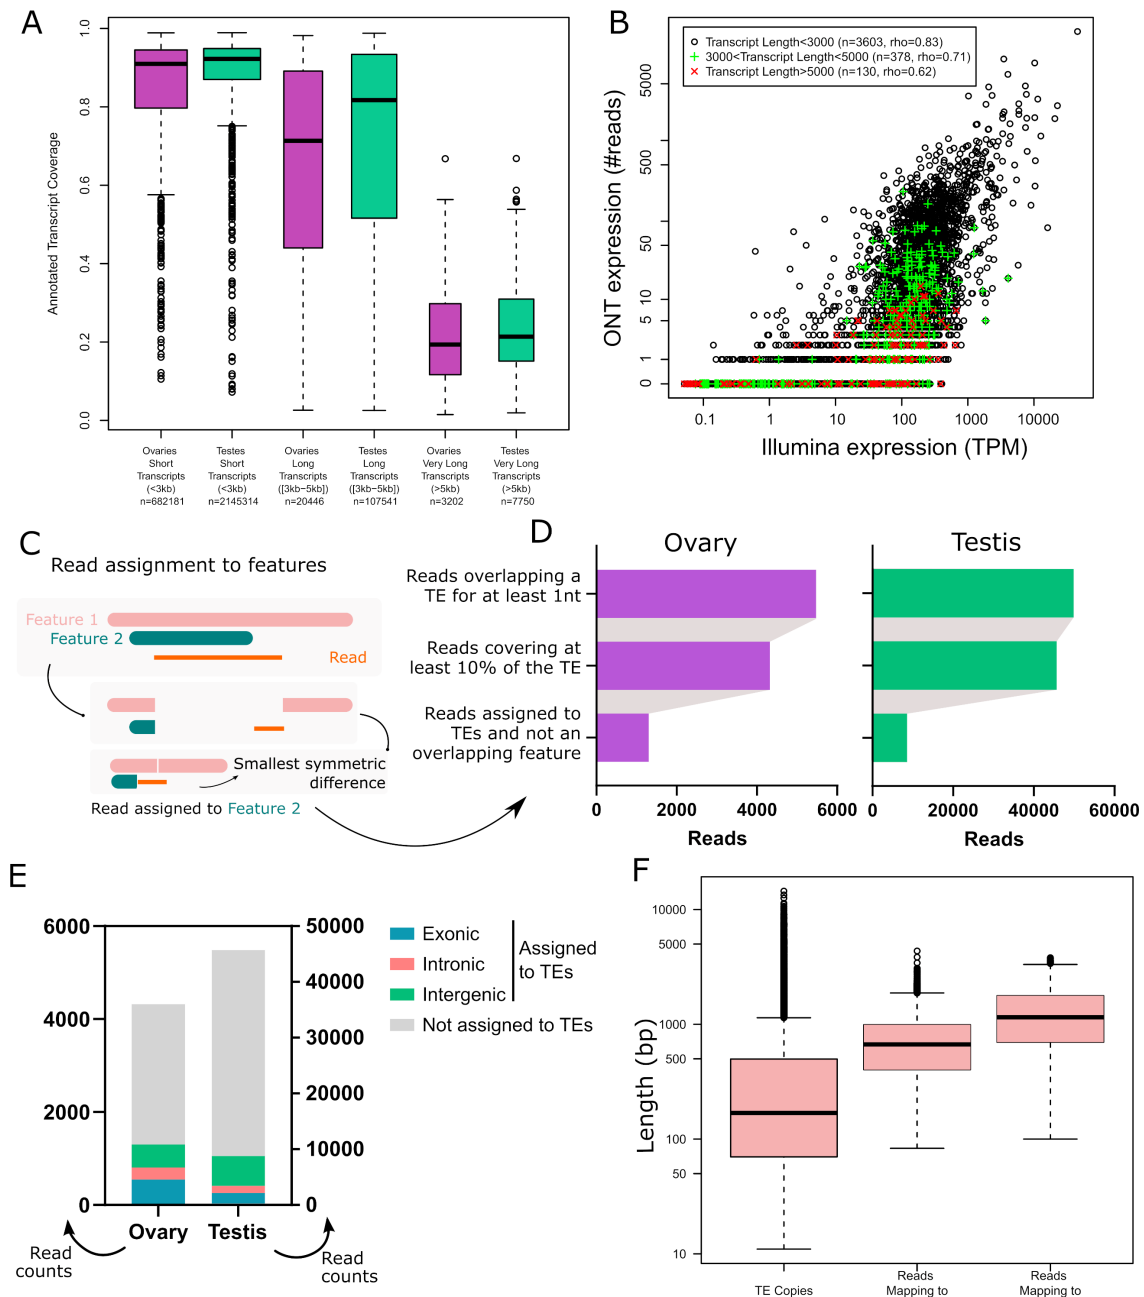 A
Annotated Transcript Coverage
1.0
0.8
0.6
0.4
0.2
0.0
Ovaries
Short
Transcripts
(<3kb)
n=682181
Testes
Short
Transcripts
(<3kb)
n=2145314
Ovaries
Long
Transcripts
([3kb−5kb])
n=20446
Testes
Long
Transcripts
([3kb−5kb])
n=107541
Ovaries
Very Long
Transcripts
(>5kb)
n=3202
Testes
Very Long
Transcripts
(>5kb)
n=7750
B
Transcript Length<3000 (n=3603, rho=0.83)
3000<Transcript Length<5000 (n=378, rho=0.71)
Transcript Length>5000 (n=130, rho=0.62)
ONT expression (#reads)
5000
500
50
10
5
1
0
0.1
1
10
100
1000
10000
Illumina expression (TPM)
C
Read assignment to features
Feature 1
Feature 2
Read
Smallest symmetric
difference
Read assigned to Feature 2
D
Ovary
Testis
Reads overlapping a
TE for at least 1nt
Reads covering at
least 10% of the TE
Reads assigned to
TEs and not an
overlapping feature
0
2000
4000
6000
Reads
0
20000
40000
60000
Reads
E
6000
4000
2000
0
50000
40000
30000
20000
10000
0
Ovary
Testis
Read
counts
Read
counts
Exonic
Intronic
Intergenic
Not assigned to TEs
Assigned
to TEs
F
Length (bp)
10000
5000
1000
500
100
50
10
TE Copies
Reads
Mapping to
Reads
Mapping to